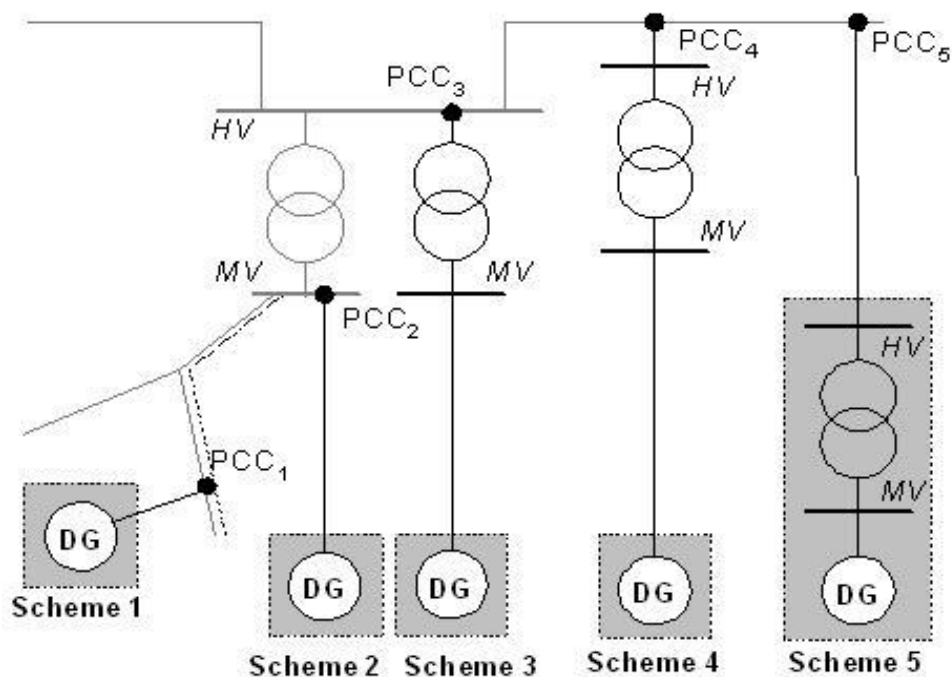 PCC4
PCC5
PCC3
HV
HV
MV
MV
MV
PCC2
HV
PCC1
MV
DG
DG
DG
DG
DG
Scheme 1
Scheme 2
Scheme 3
Scheme 4
Scheme 5